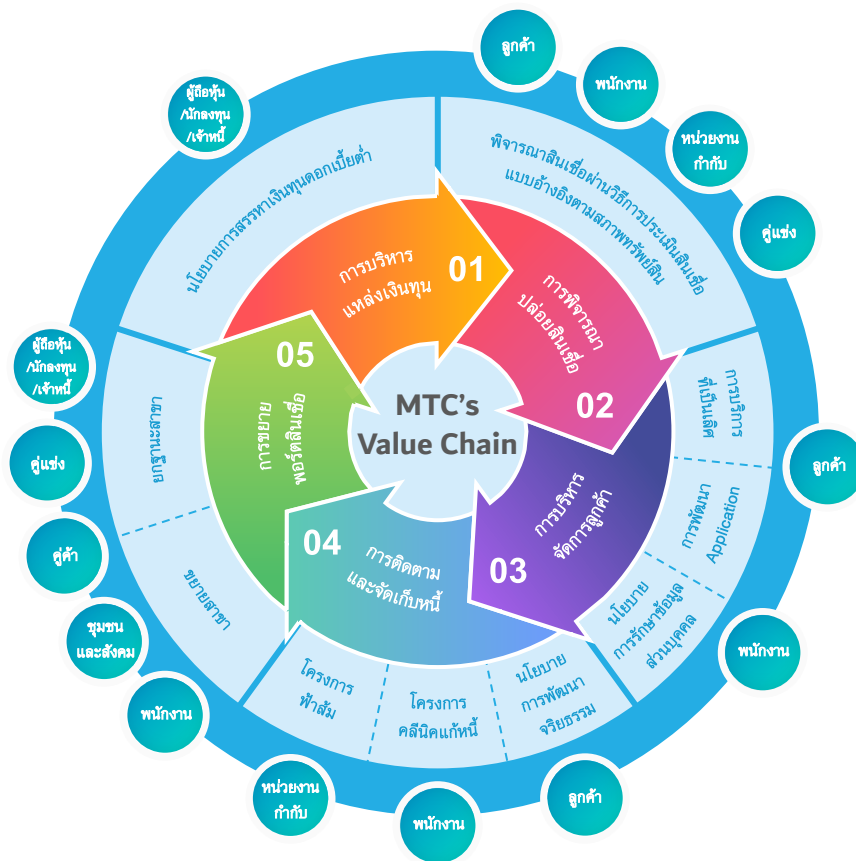 MTC's
Value Chain
01
การบริหาร
แหล่งเงินทุน
นโยบายการสรรหาเงินทุนดอกเบี้ยต่ำ
ผู้ถือหุ้น
/นักลงทุน
/เจ้าหนี้
02
การพิจารณา
ปล่อยสินเชื่อ
พิจารณาสินเชื่อผ่านวิธีการประเมินสินเชื่อ
แบบอ้างอิงตามสภาพทรัพย์สิน
ลูกค้า
พนักงาน
หน่วยงาน
กำกับ
คู่แข่ง
03
การบริหาร
จัดการลูกค้า
การบริการ
ที่เป็นเลิศ
การพัฒนา
Application
นโยบาย
การรักษาข้อมูล
ส่วนบุคคล
ลูกค้า
พนักงาน
04
การติดตาม
และจัดเก็บหนี้
นโยบาย
การพัฒนา
จริยธรรม
โครงการ
คลีนิคแก้หนี้
โครงการ
ฟ้าส้ม
ลูกค้า
พนักงาน
หน่วยงาน
กำกับ
05
การขยาย
พอร์ตสินเชื่อ
ขยายสาขา
ยกฐานะสาขา
พนักงาน
ชุมชน
และสังคม
คู่ค้า
คู่แข่ง
ผู้ถือหุ้น
/นักลงทุน
/เจ้าหนี้